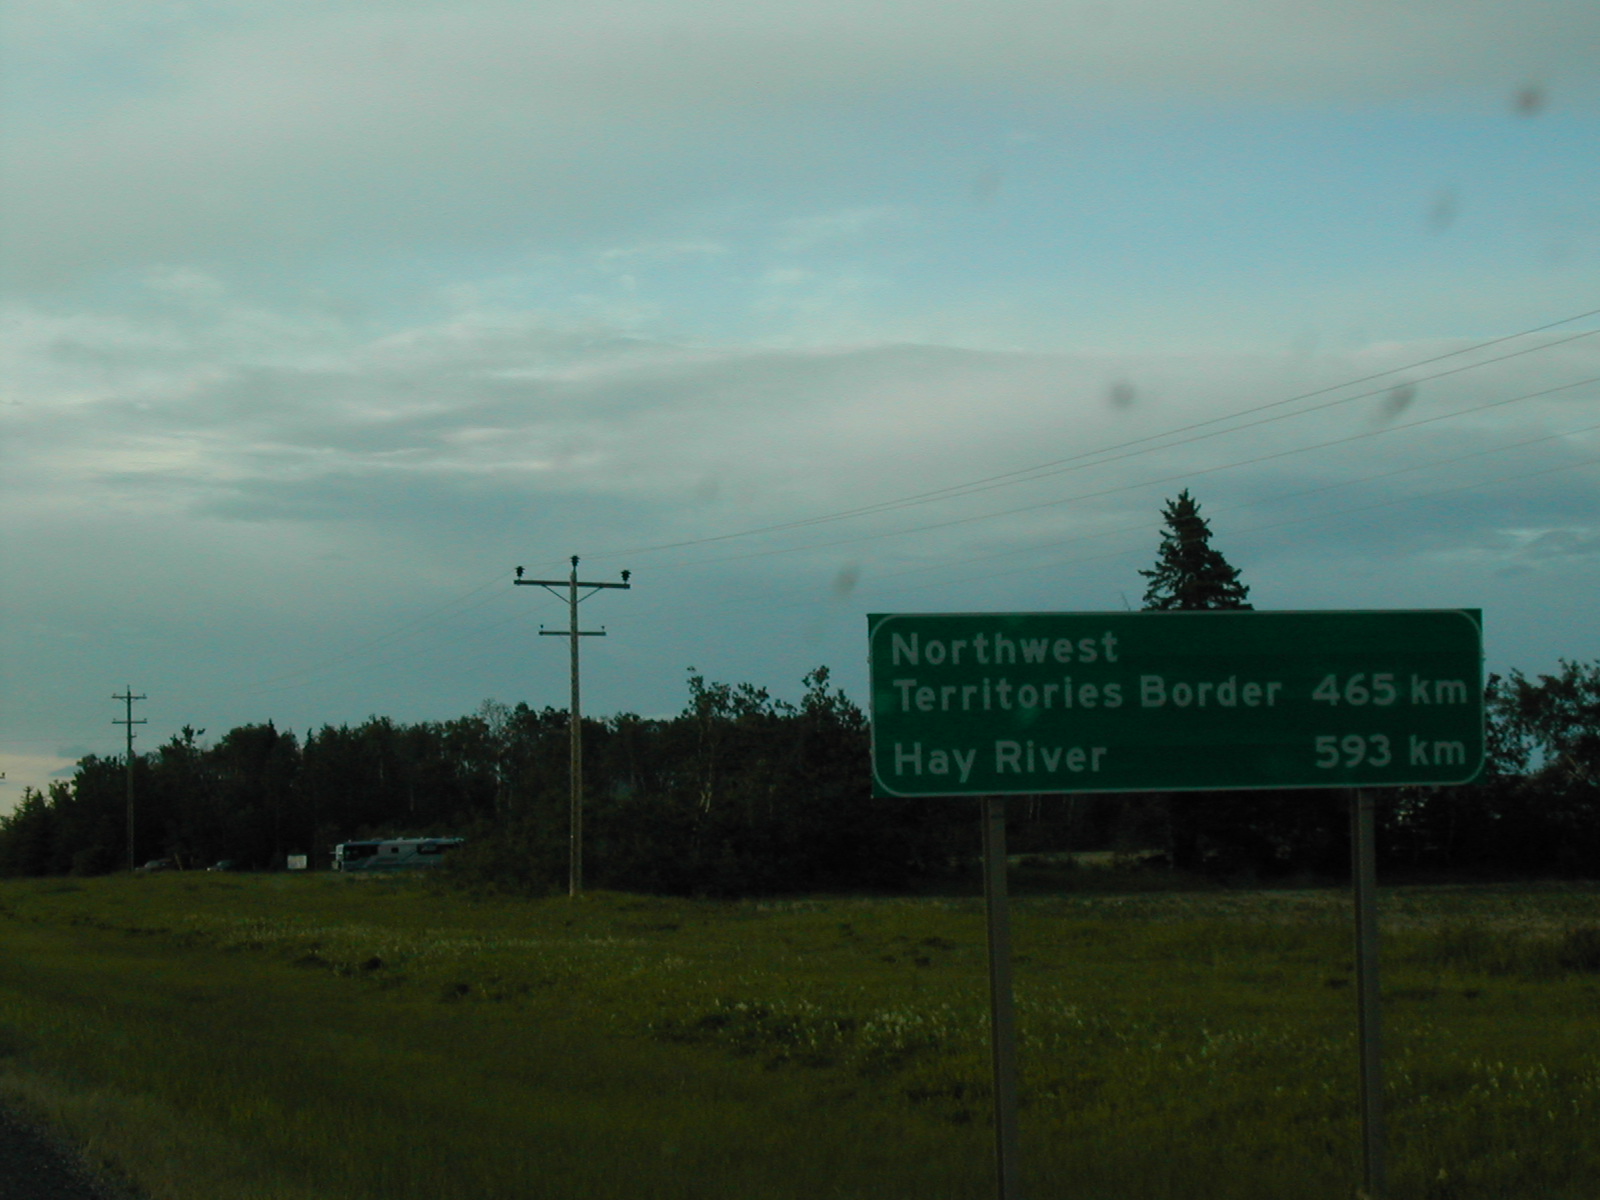 Northwest
Territories Border 465 km
Hay River 593 km